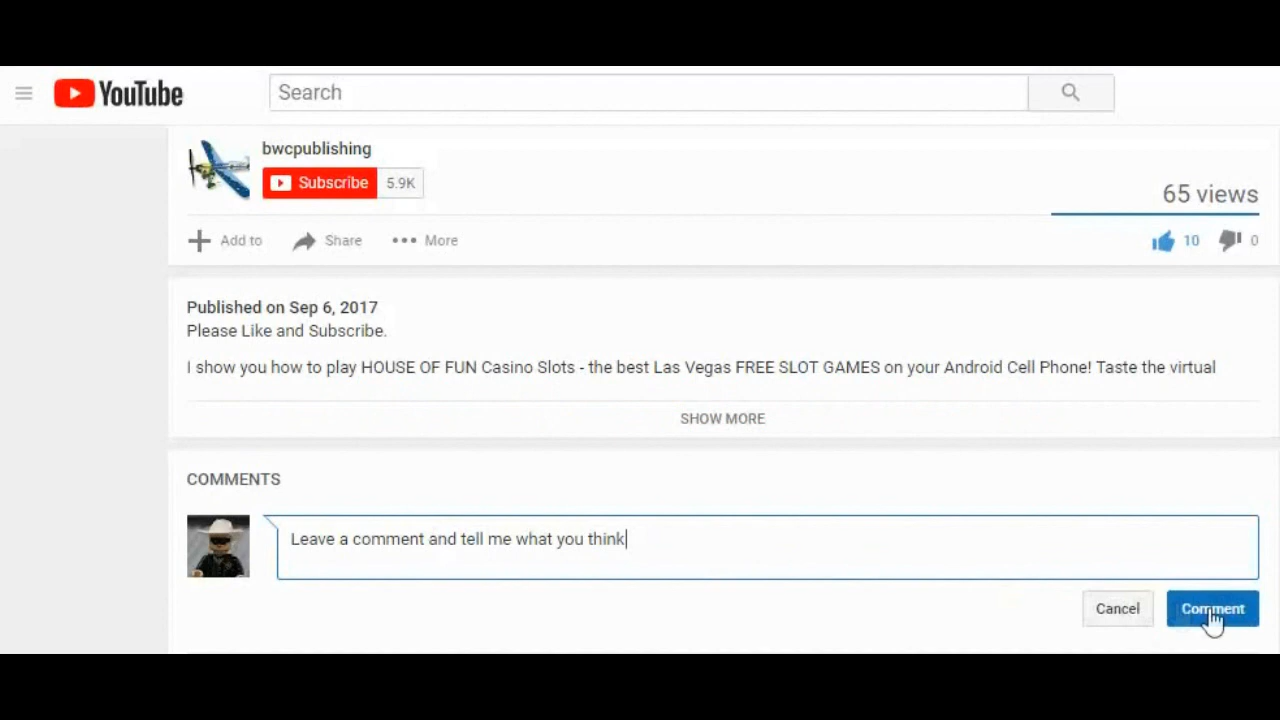 YouTube
Search
bwcpublishing
Subscribe 5.9K
65 views
Add to Share More 10 0
Published on Sep 6, 2017
Please Like and Subscribe.
I show you how to play HOUSE OF FUN Casino Slots - the best Las Vegas FREE SLOT GAMES on your Android Cell Phone! Taste the virtual
SHOW MORE
COMMENTS
Leave a comment and tell me what you think
Cancel Comment